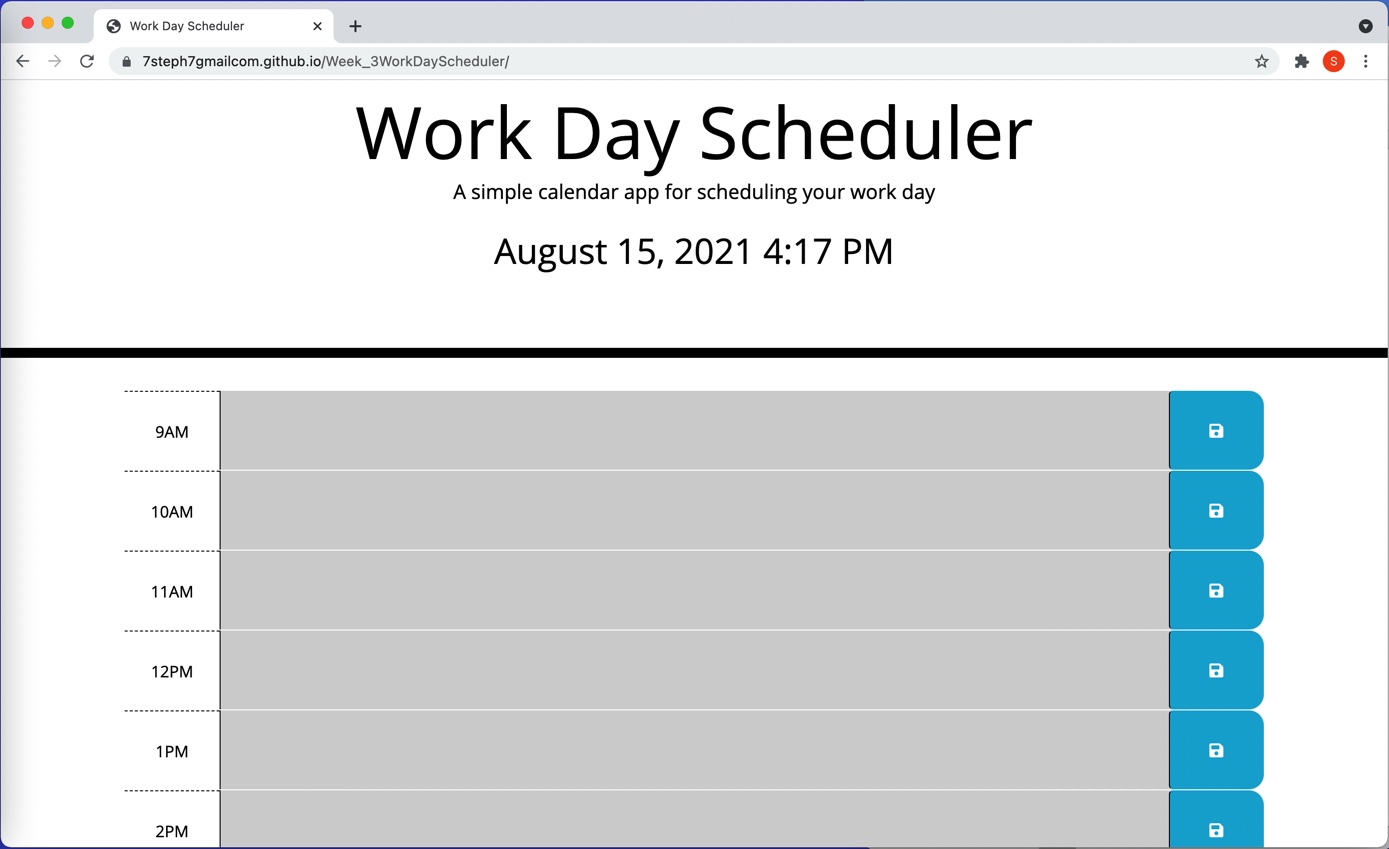 Work Day Scheduler
7steph7gmailcom.github.io/Week_3WorkDayScheduler/
S
Work Day Scheduler
A simple calendar app for scheduling your work day
August 15, 2021 4:17 PM
9AM
10AM
11AM
12PM
1PM
2PM